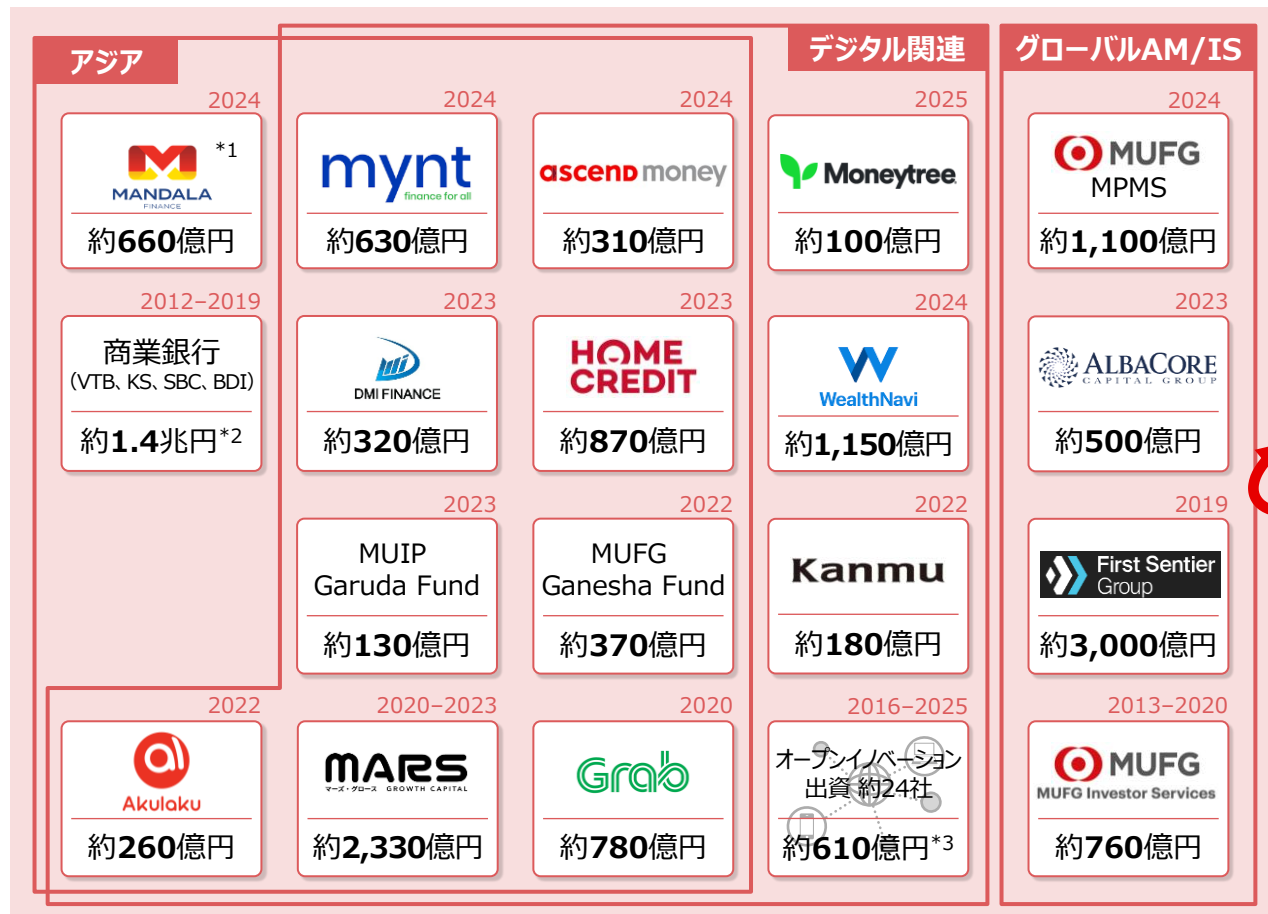 アジア
デジタル関連
グローバルAM/IS
2024
MANDALA
FINANCE
*1
約660億円
2024
mynt
finance for all
約630億円
2024
ascend money
約310億円
2025
Moneytree
約100億円
2024
MUFG
MPMS
約1,100億円
2012–2019
商業銀行
(VTB、KS、SBC、BDI)
約1.4兆円*2
2023
DMI FINANCE
約320億円
2023
HOME
CREDIT
約870億円
2024
WealthNavi
約1,150億円
2023
ALBACORE
CAPITAL GROUP
約500億円
2023
MUIP
Garuda Fund
約130億円
2022
MUFG
Ganesha Fund
約370億円
2022
Kanmu
約180億円
2019
First Sentier
Group
約3,000億円
2022
Akulaku
約260億円
2020–2023
MARS
マーズ・グロース GROWTH CAPITAL
約2,330億円
2020
Grab
約780億円
2016–2025
オープンイノベーション
出資 約24社
約610億円*3
2013–2020
MUFG
MUFG Investor Services
約760億円